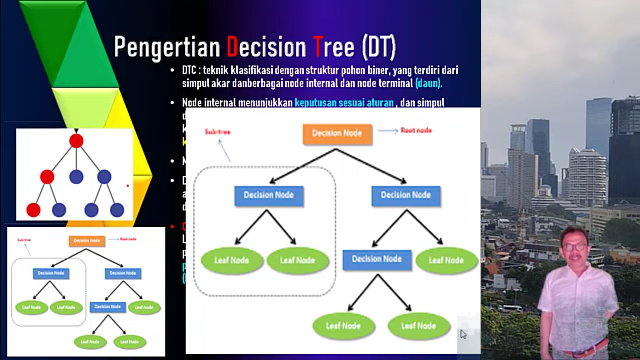 Pengertian Decision Tree (DT)
• DTC : teknik klasifikasi dengan struktur pohon biner, yang terdiri dari
simpul akar danberbagai node internal dan node terminal (daun).
• Node internal menunjukkan keputusan sesuai aturan , dan simpul
Sub-tree
Decision Node
Root node
Decision Node
Decision Node
Leaf Node
Leaf Node
Decision Node
Leaf Node
Leaf Node
Leaf Node
Sub-tree
Decision Node
Root node
Decision Node
Decision Node
Leaf Node
Leaf Node
Decision Node
Leaf Node
Leaf Node
Leaf Node